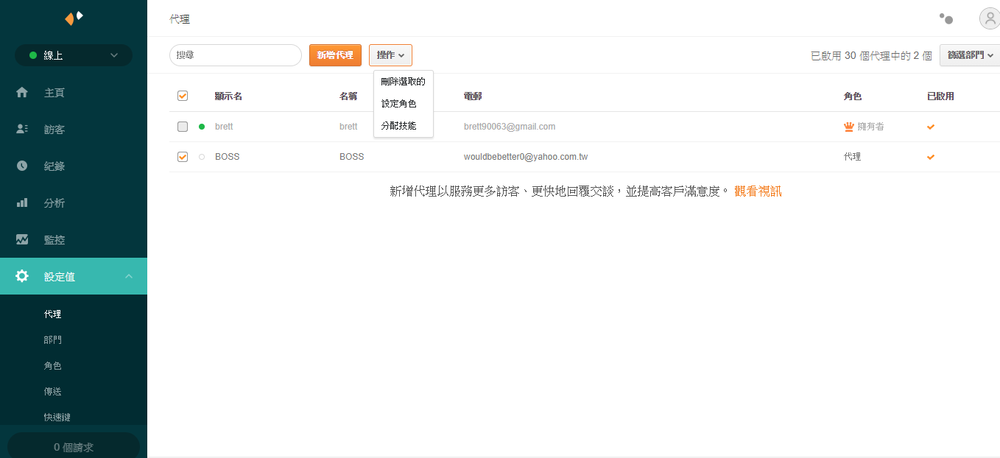 代理
線上
搜尋
新增代理
操作
已啟用 30 個代理中的 2 個
篩選部門
刪除選取的
設定角色
分配技能
顯示名
名稱
電郵
角色
已啟用
brett
brett
brett90063@gmail.com
擁有者
BOSS
BOSS
wouldbebetter0@yahoo.com.tw
代理
新增代理以服務更多訪客、更快地回覆交談，並提高客戶滿意度。 觀看視訊
主頁
訪客
紀錄
分析
監控
設定值
代理
部門
角色
傳送
快速鍵
0 個請求